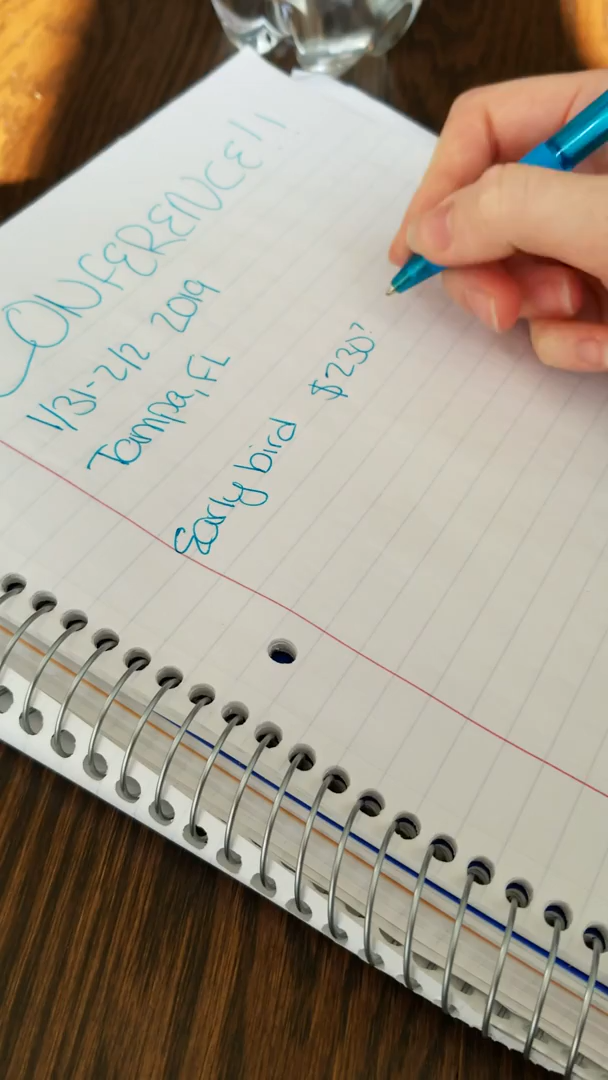 CONFERENCE!!
1/31-2/2 2019
Tampa, FL
Early bird $230?